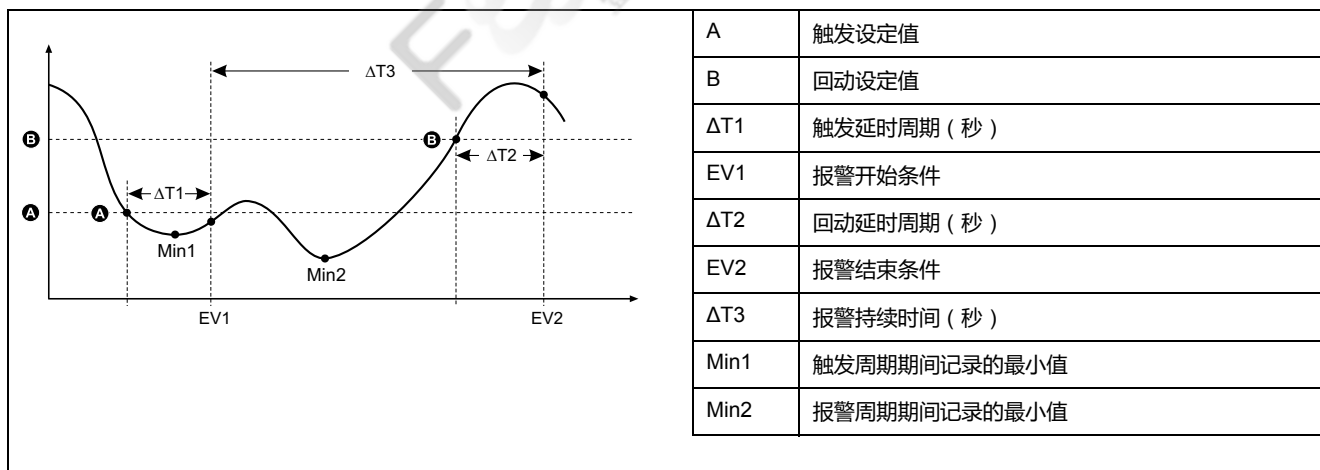 ΔT3
B
B
ΔT2
ΔT1
A
A
Min1
Min2
EV1
EV2
A 触发设定值
B 回动设定值
ΔT1 触发延时周期（秒）
EV1 报警开始条件
ΔT2 回动延时周期（秒）
EV2 报警结束条件
ΔT3 报警持续时间（秒）
Min1 触发周期期间记录的最小值
Min2 报警周期期间记录的最小值